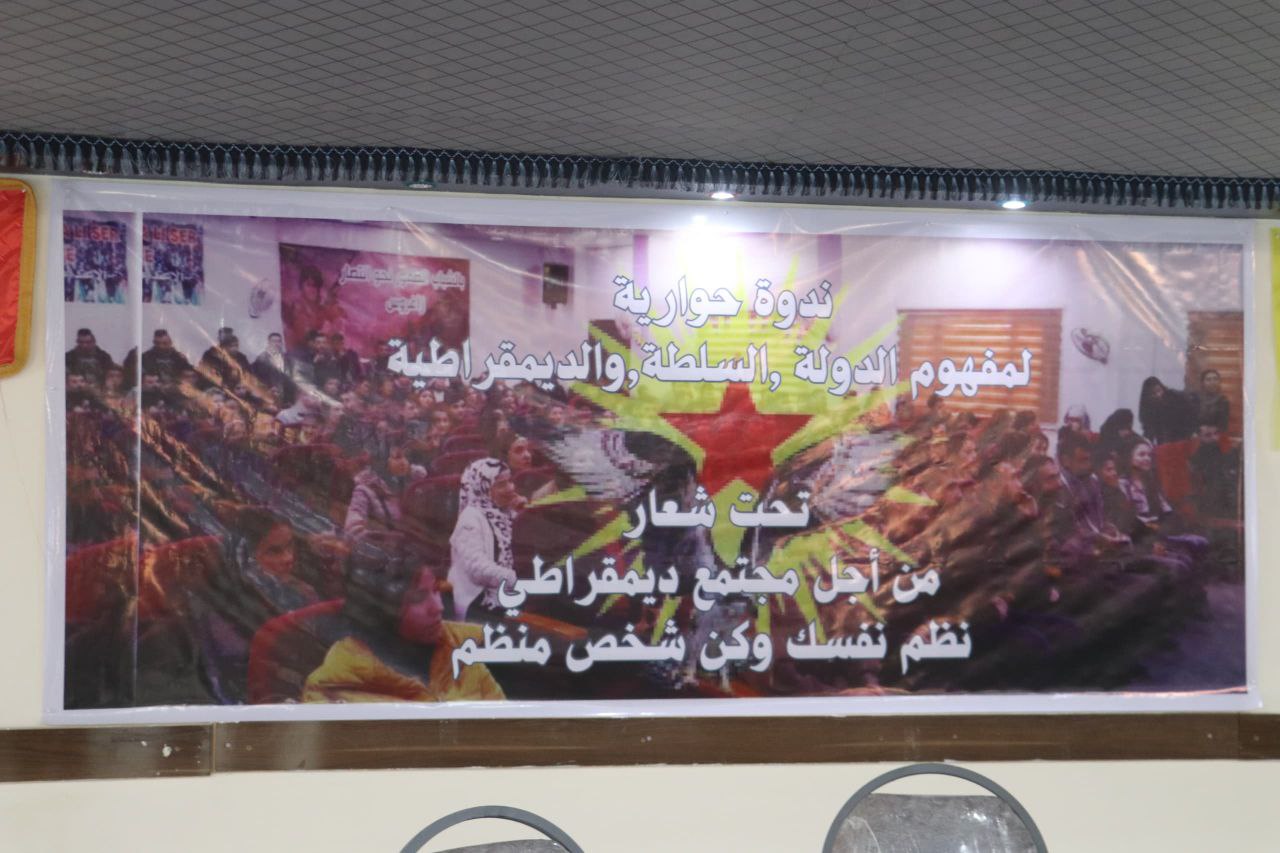 ندوة حوارية
لمفهوم الدولة ,السلطة,والديمقراطية
تحت شعار
من أجل مجتمع ديمقراطي
نظم نفسك وكن شخص منظم